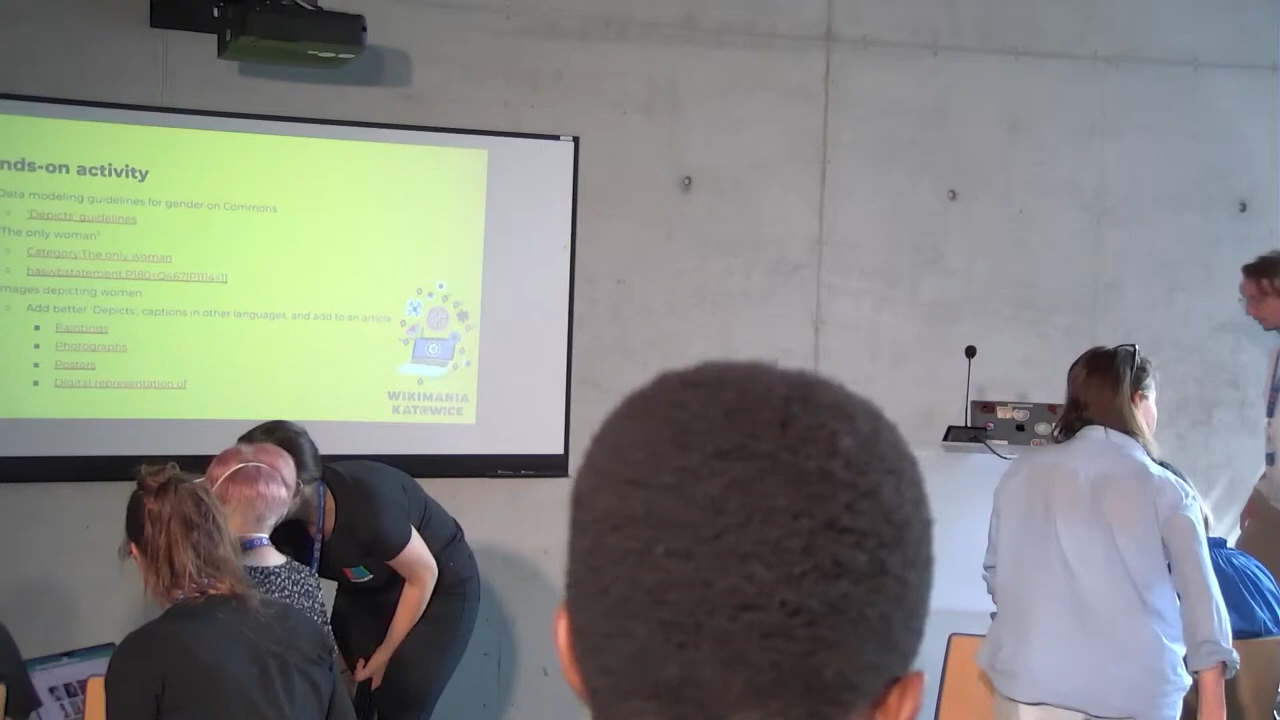 nds-on activity
Data modeling guidelines for gender on Commons
'Depicts' guidelines
The only woman"
Category:The only woman
haswbstatement:P180=Q467[P1114=1]
mages depicting women
Add better 'Depicts', captions in other languages, and add to an article
Paintings
Photographs
Posters
Digital representation of
WIKIMANIA
KATOWICE